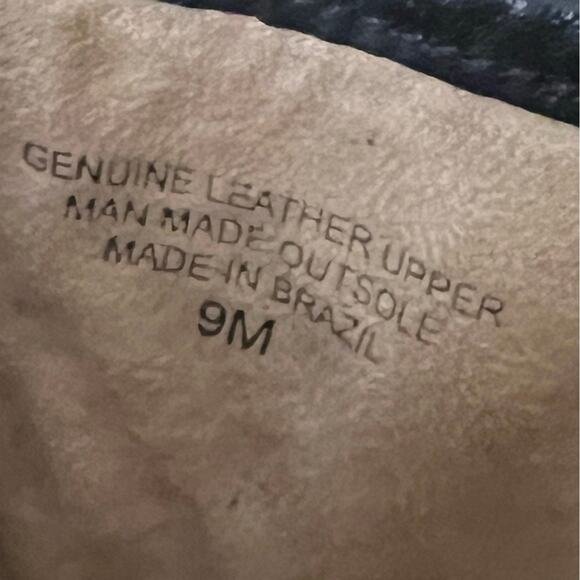 GENUINE LEATHER UPPER
MAN MADE OUTSOLE
MADE IN BRAZIL
9M